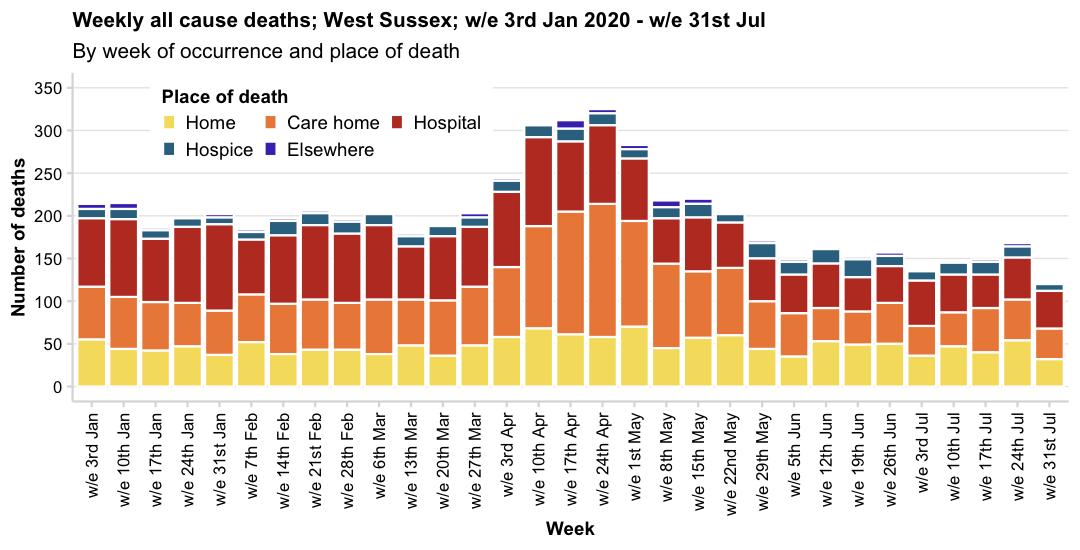 Weekly all cause deaths; West Sussex; w/e 3rd Jan 2020 - w/e 31st Jul
By week of occurrence and place of death
Number of deaths
350
300
250
200
150
100
50
0
Place of death
Home
Care home
Hospital
Hospice
Elsewhere
w/e 3rd Jan
w/e 10th Jan
w/e 17th Jan
w/e 24th Jan
w/e 31st Jan
w/e 7th Feb
w/e 14th Feb
w/e 21st Feb
w/e 28th Feb
w/e 6th Mar
w/e 13th Mar
w/e 20th Mar
w/e 27th Mar
w/e 3rd Apr
w/e 10th Apr
w/e 17th Apr
w/e 24th Apr
w/e 1st May
w/e 8th May
w/e 15th May
w/e 22nd May
w/e 29th May
w/e 5th Jun
w/e 12th Jun
w/e 19th Jun
w/e 26th Jun
w/e 3rd Jul
w/e 10th Jul
w/e 17th Jul
w/e 24th Jul
w/e 31st Jul
Week